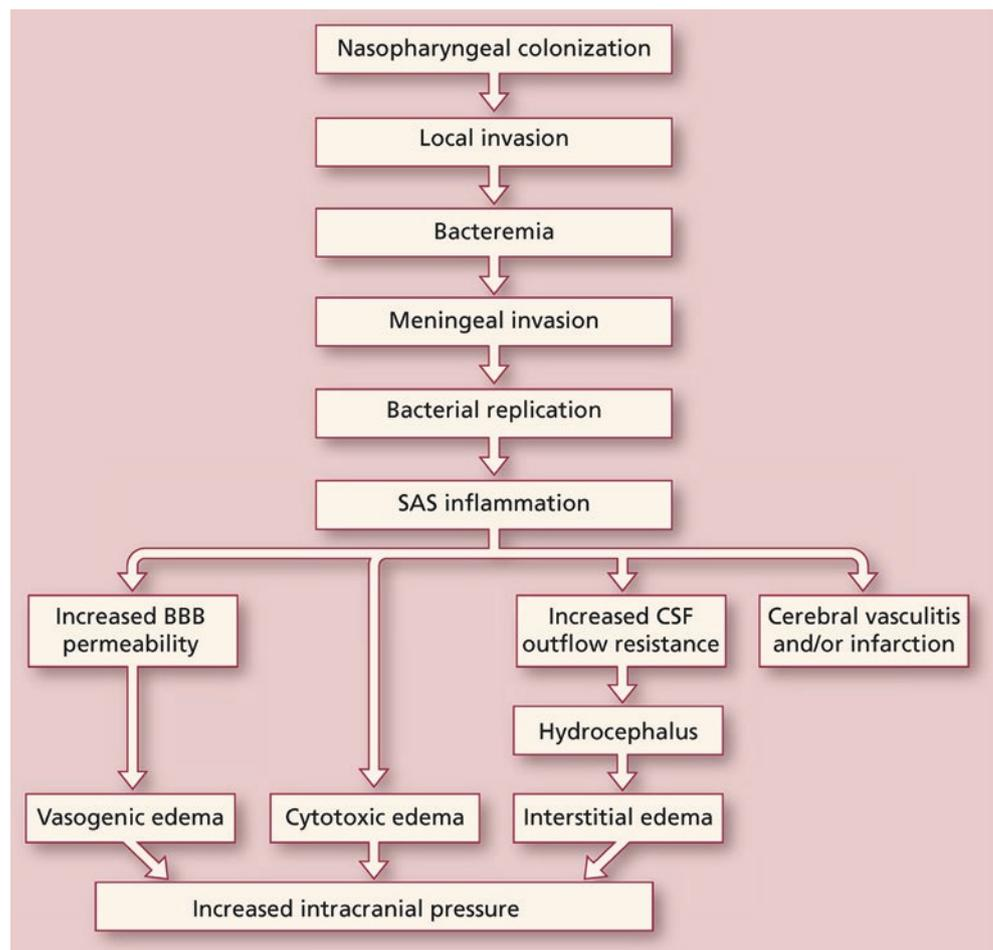 Nasopharyngeal colonization
Local invasion
Bacteremia
Meningeal invasion
Bacterial replication
SAS inflammation
Increased BBB
permeability
Increased CSF
outflow resistance
Cerebral vasculitis
and/or infarction
Hydrocephalus
Vasogenic edema
Cytotoxic edema
Interstitial edema
Increased intracranial pressure